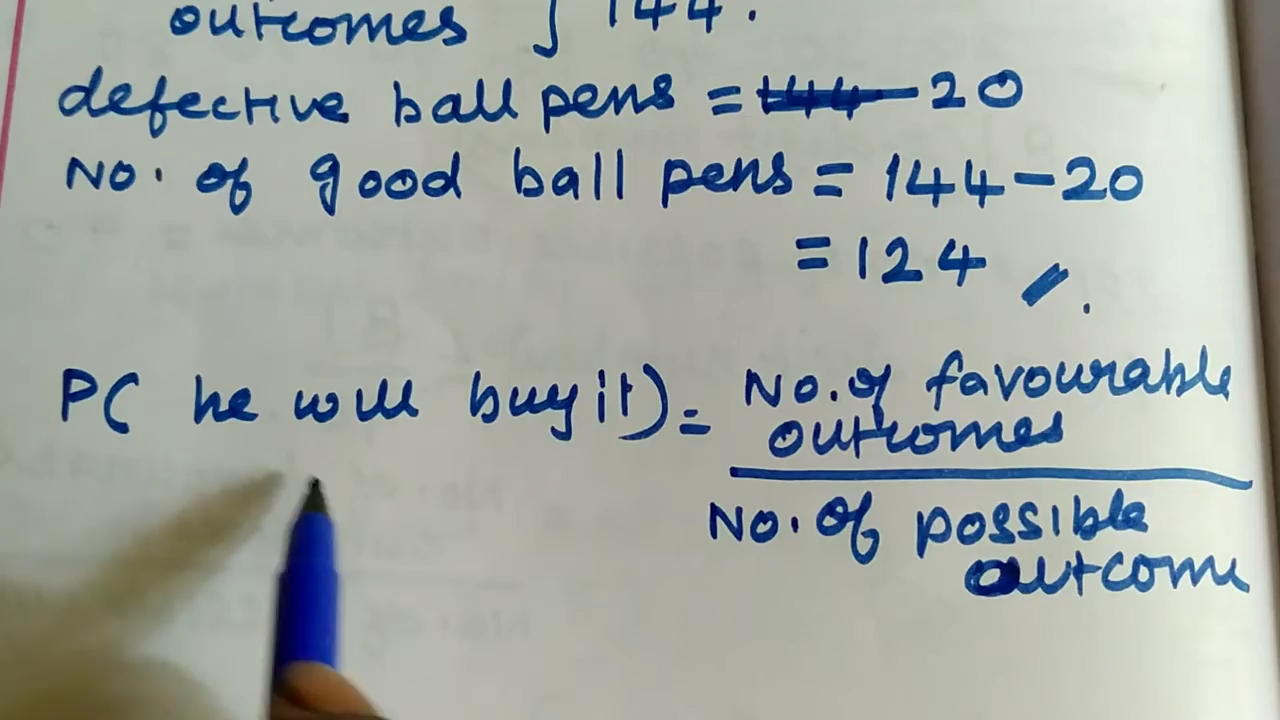 outcomes ∫ 144.
defective ball pens = 144 - 20
No. of good ball pens = 144 - 20
= 124 //.
P( he will buy it) = No. of favourable
outcomes
No. of possible
outcome